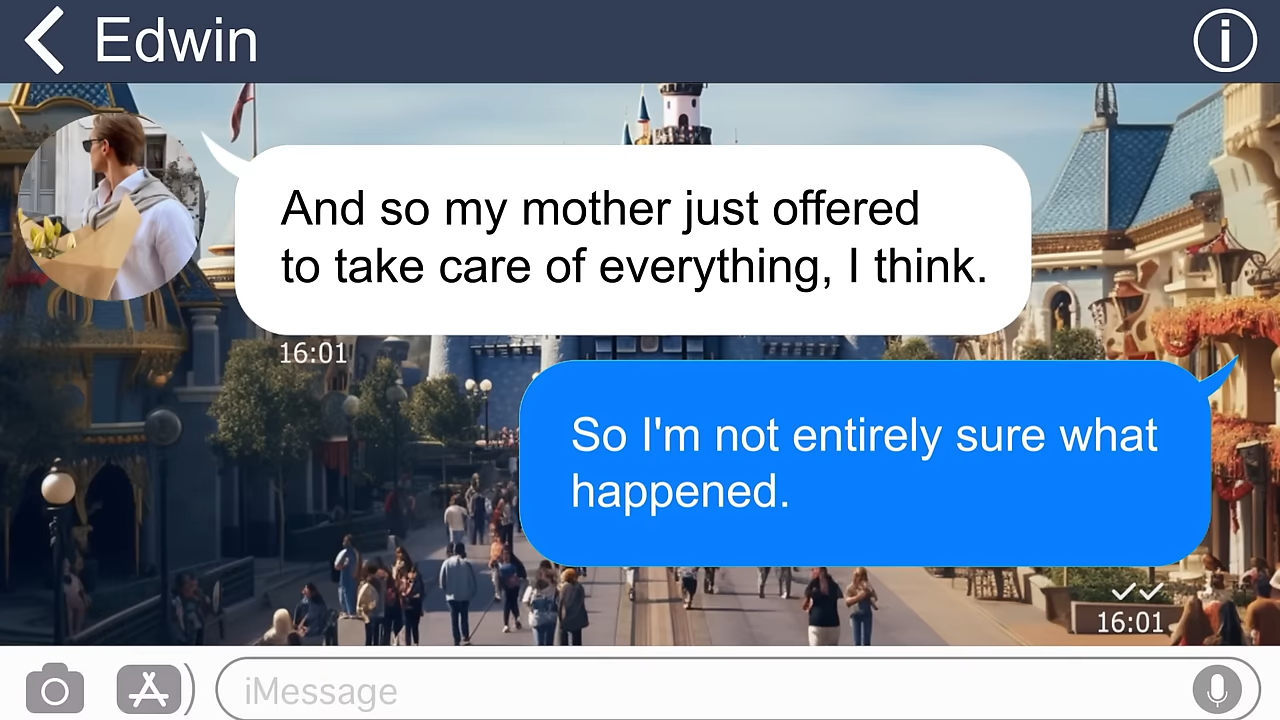 Edwin
And so my mother just offered
to take care of everything, I think.
16:01
So I'm not entirely sure what
happened.
16:01
iMessage